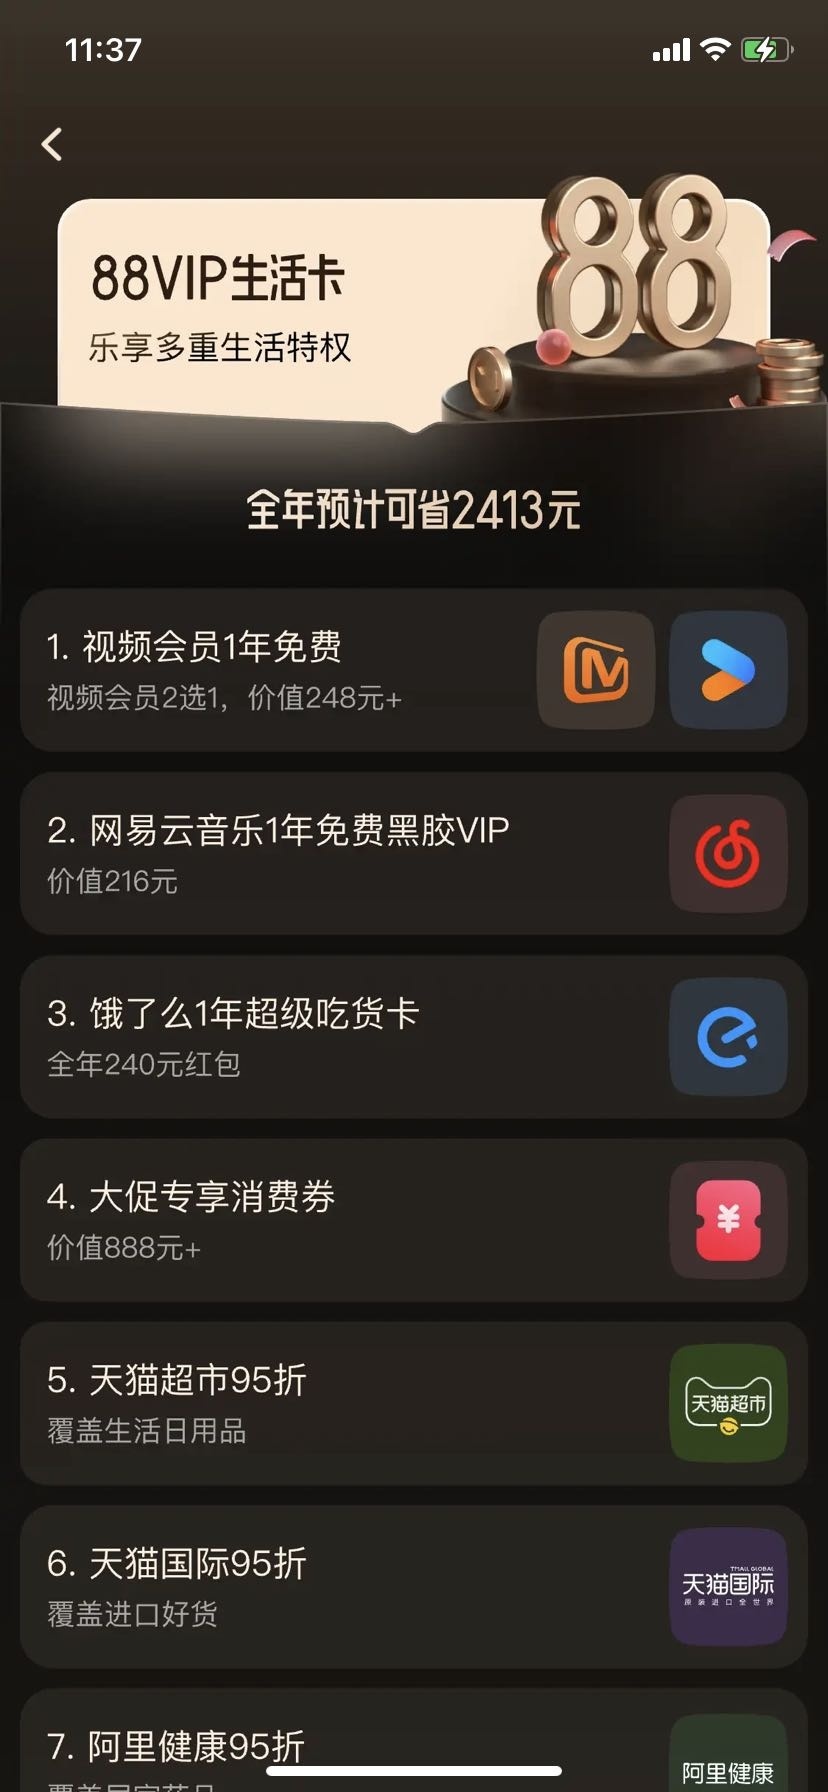 11:37
88VIP生活卡
乐享多重生活特权
全年预计可省2413元
1. 视频会员1年免费
视频会员2选1，价值248元+
2. 网易云音乐1年免费黑胶VIP
价值216元
3. 饿了么1年超级吃货卡
全年240元红包
4. 大促专享消费券
价值888元+
¥
5. 天猫超市95折
覆盖生活日用品
天猫超市
6. 天猫国际95折
覆盖进口好货
TMALL GLOBAL
天猫国际
原装进口全世界
7. 阿里健康95折
阿里健康